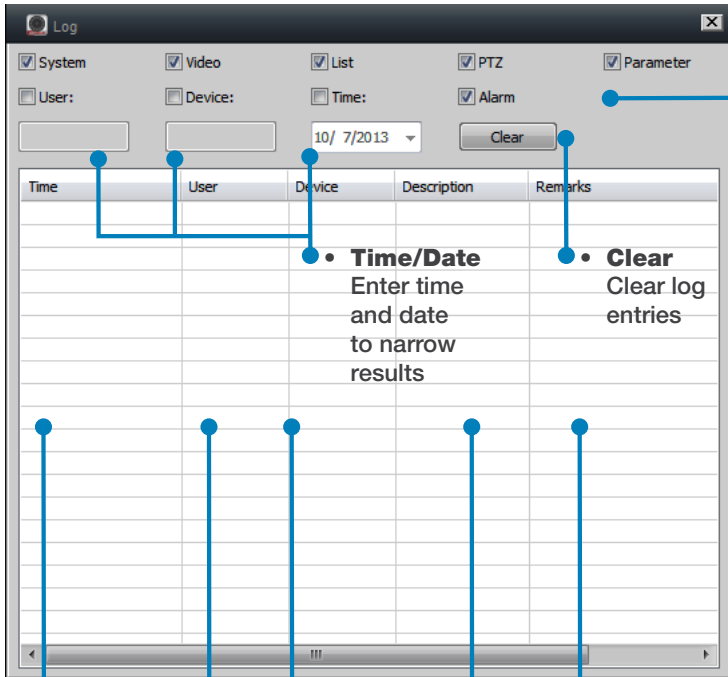 Log
System Video List PTZ Parameter
User: Device: Time: Alarm
10/ 7/2013 Clear
Time User Device Description Remarks
• Time/Date
Enter time
and date
to narrow
results
• Clear
Clear log
entries